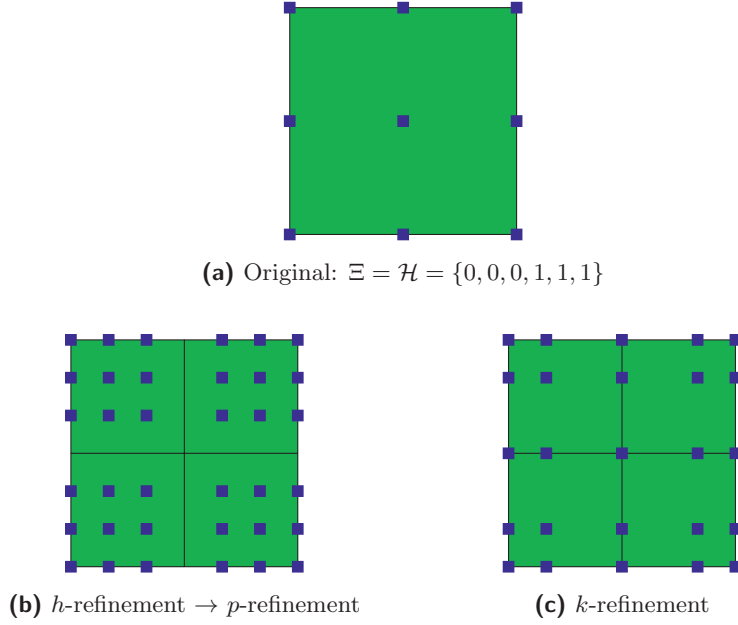 (a) Original: Ξ = ℋ = {0, 0, 0, 1, 1, 1}
(b) h-refinement → p-refinement
(c) k-refinement